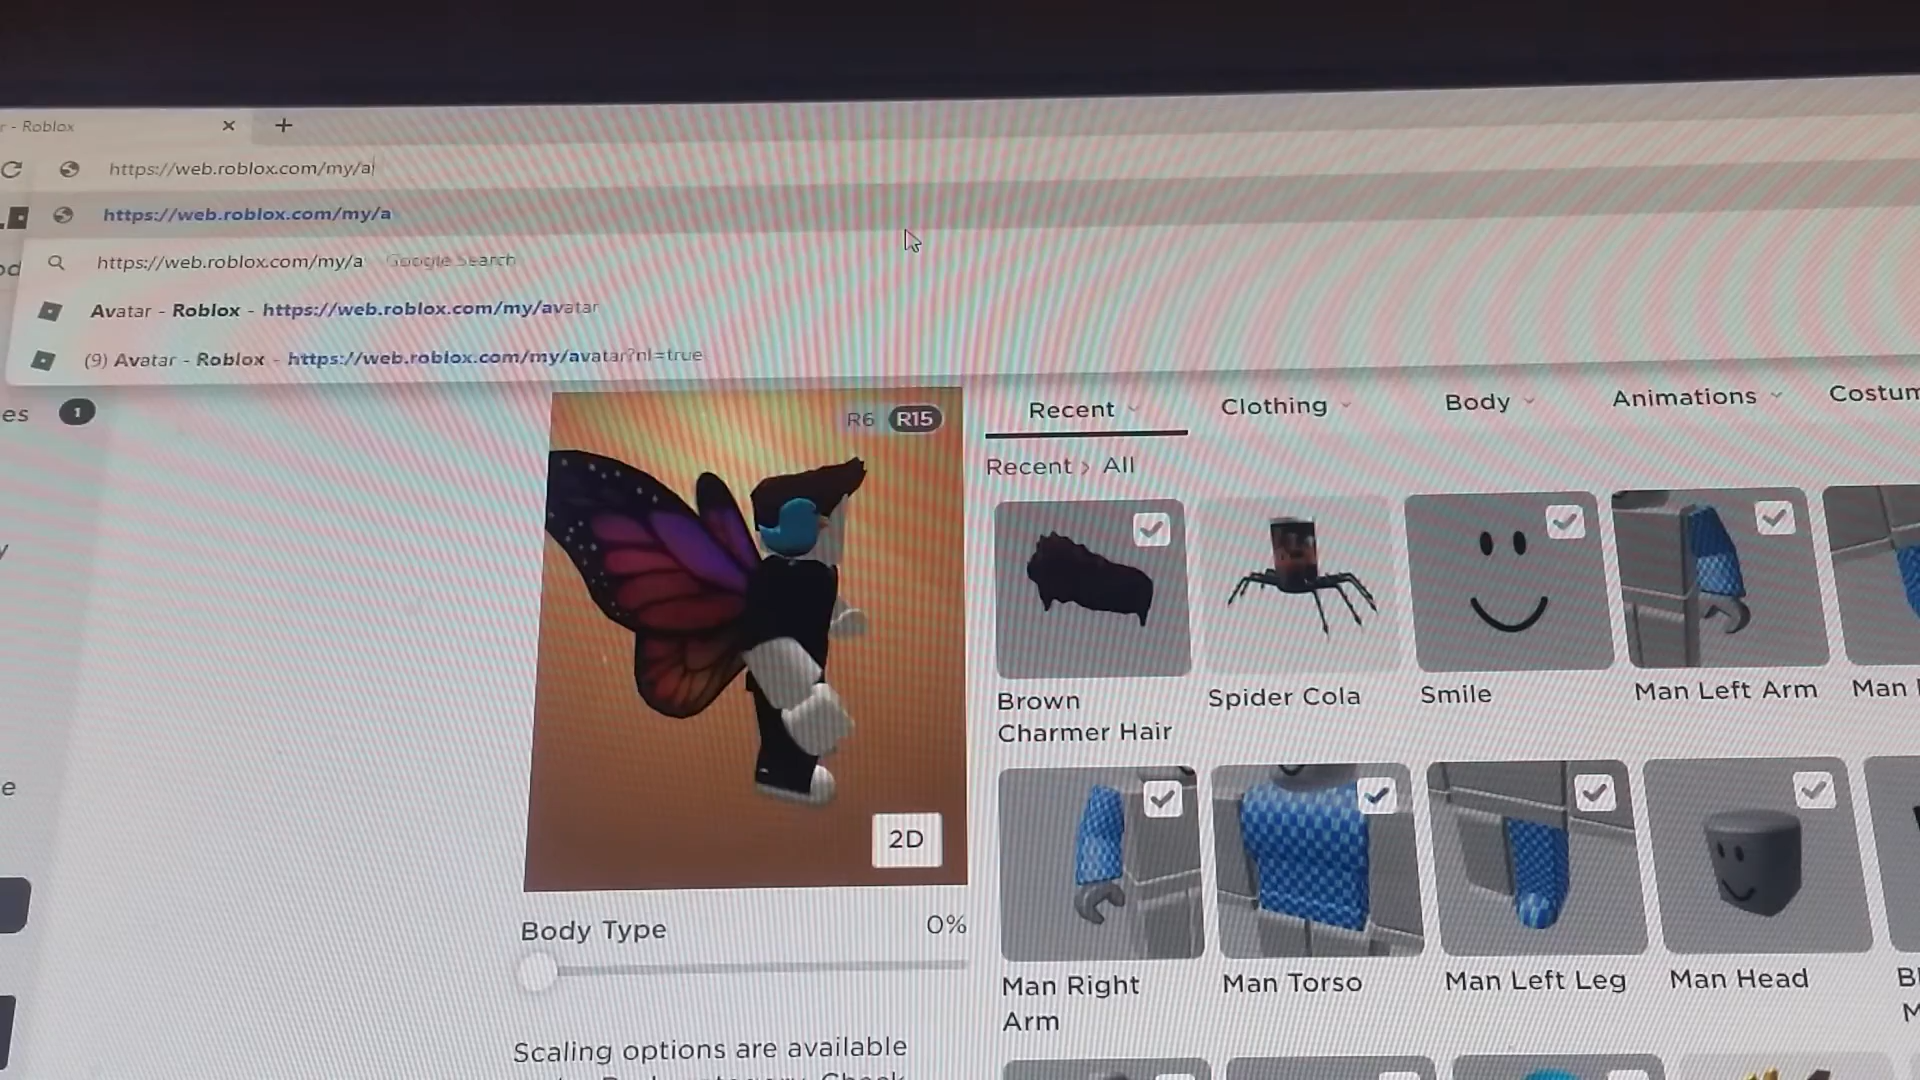 r - Roblox
https://web.roblox.com/my/a
https://web.roblox.com/my/a
https://web.roblox.com/my/a - Google Search
Avatar - Roblox - https://web.roblox.com/my/avatar
(9) Avatar - Roblox - https://web.roblox.com/my/avatar?nl=true
es 1
R6 R15
Recent Clothing Body Animations Costum
Recent > All
Brown
Charmer Hair
Spider Cola
Smile
Man Left Arm
Man
2D
Body Type 0%
Man Right
Arm
Man Torso
Man Left Leg
Man Head
Scaling options are available